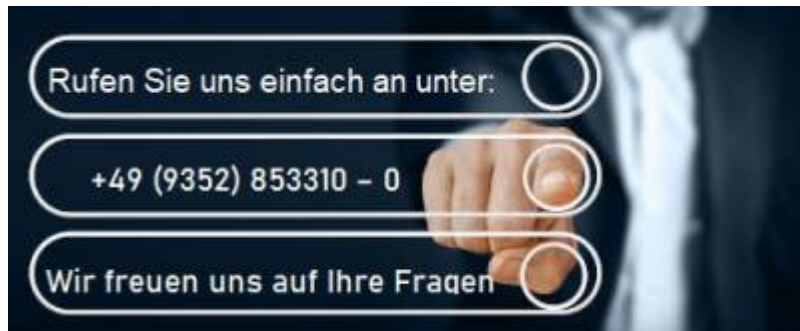 Rufen Sie uns einfach an unter:
+49 (9352) 853310 – 0
Wir freuen uns auf Ihre Fragen